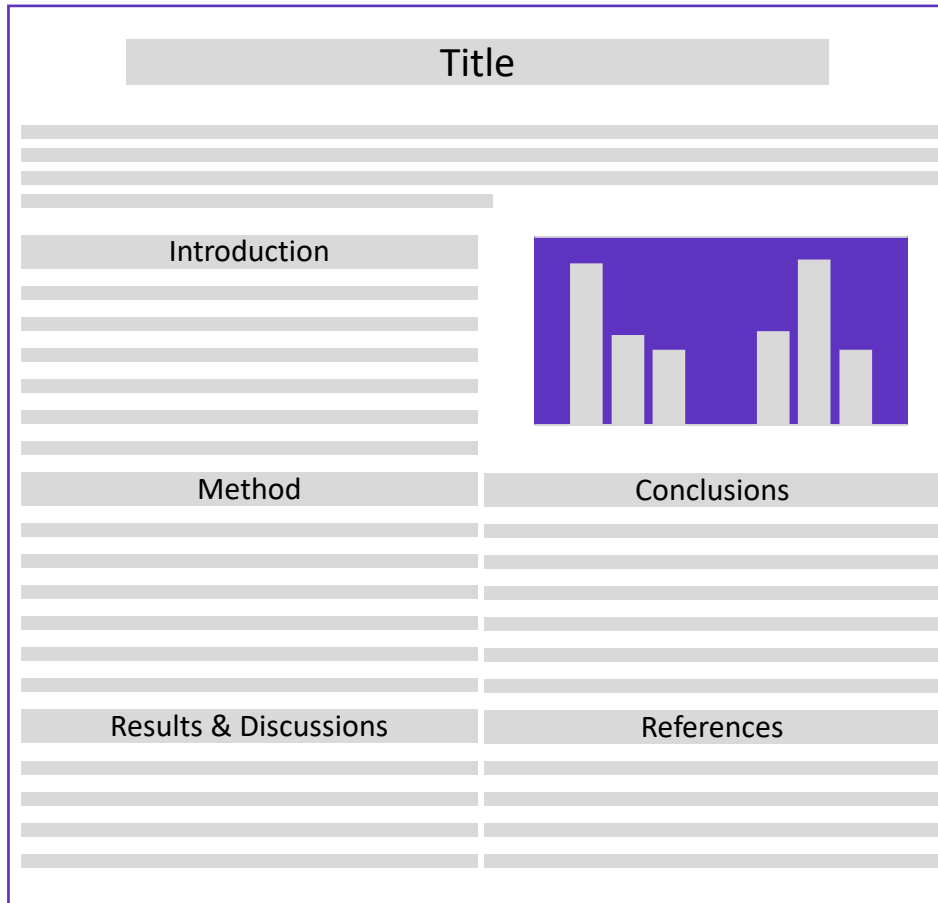 Title
Introduction
Method
Results & Discussions
Conclusions
References